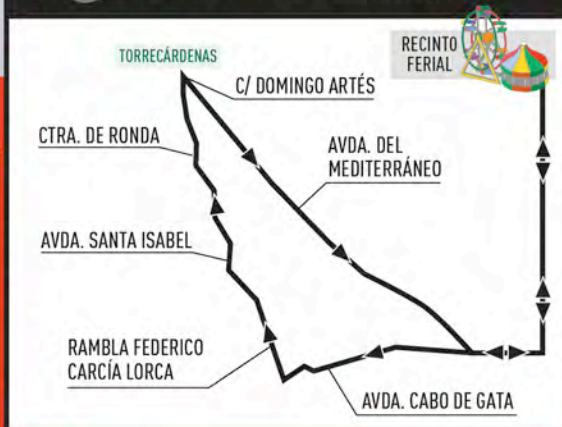 TORRECÁRDENAS
RECINTO
FERIAL
C/ DOMINGO ARTÉS
CTRA. DE RONDA
AVDA. DEL
MEDITERRÁNEO
AVDA. SANTA ISABEL
RAMBLA FEDERICO
CARCÍA LORCA
AVDA. CABO DE GATA